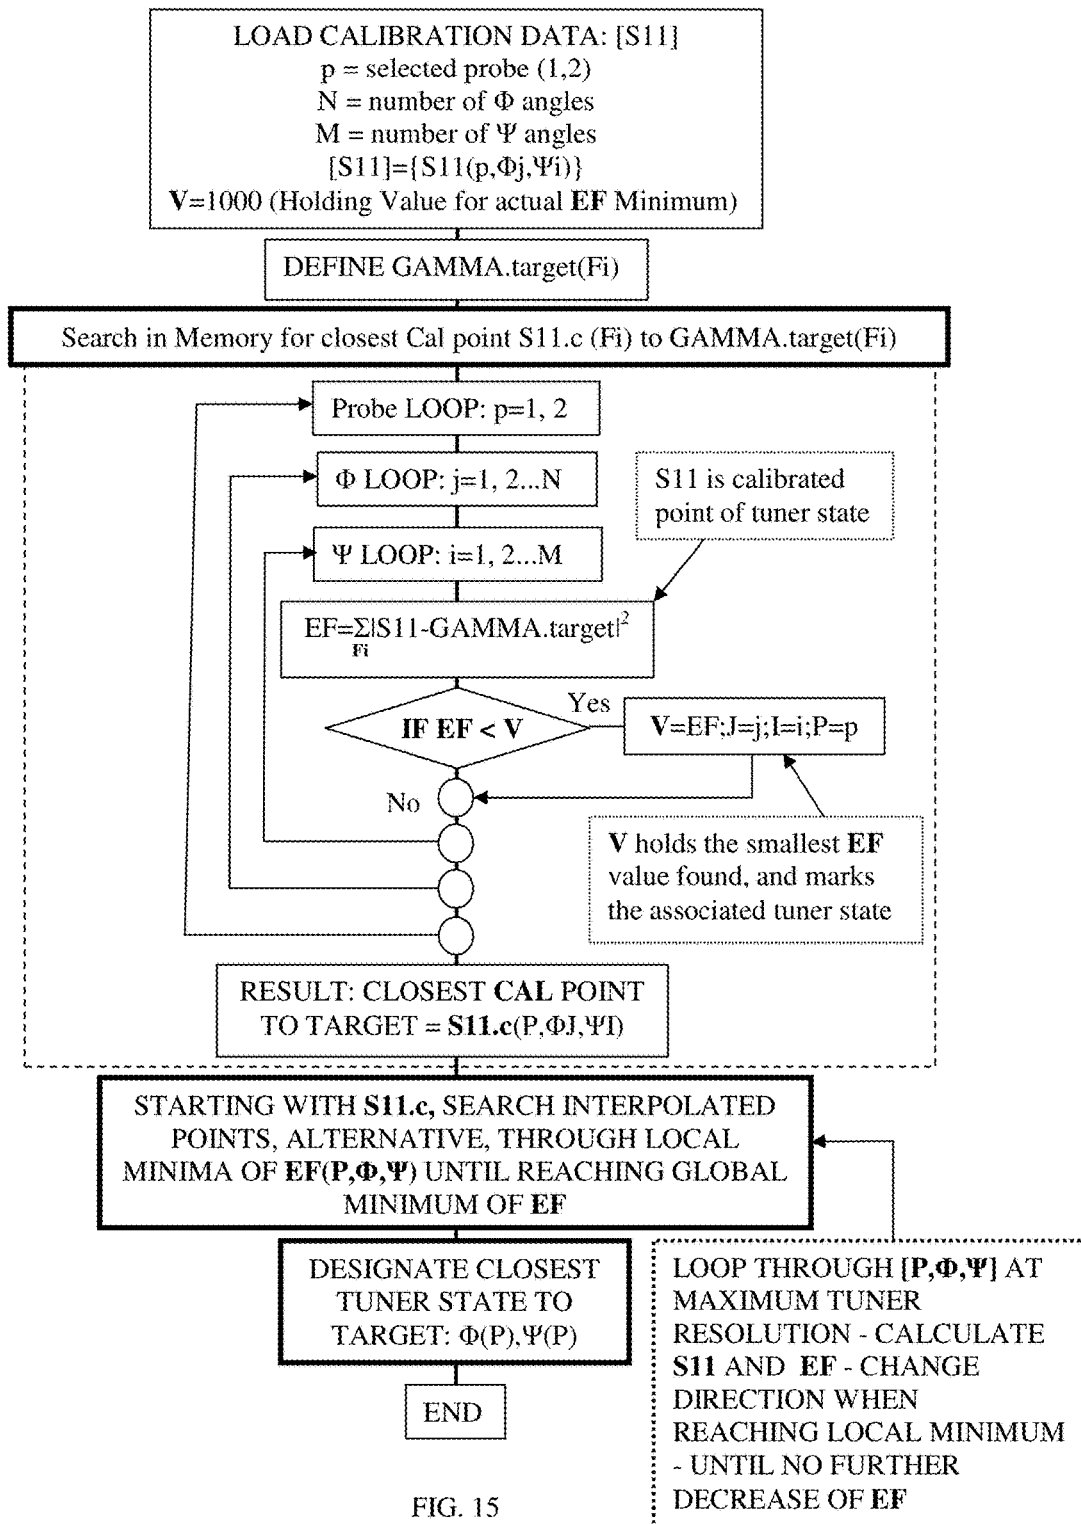 LOAD CALIBRATION DATA: [S11]
p = selected probe (1,2)
N = number of Φ angles
M = number of Ψ angles
[S11]={S11(p,Φj,Ψi)}
V=1000 (Holding Value for actual EF Minimum)
DEFINE GAMMA.target(Fi)
Search in Memory for closest Cal point S11.c (Fi) to GAMMA.target(Fi)
Probe LOOP: p=1, 2
Φ LOOP: j=1, 2...N
S11 is calibrated
point of tuner state
Ψ LOOP: i=1, 2...M
EF=Σ|S11-GAMMA.target|²
Fi
Yes
IF EF < V
V=EF;J=j;I=i;P=p
No
V holds the smallest EF
value found, and marks
the associated tuner state
RESULT: CLOSEST CAL POINT
TO TARGET = S11.c(P,ΦJ,ΨI)
STARTING WITH S11.c, SEARCH INTERPOLATED
POINTS, ALTERNATIVE, THROUGH LOCAL
MINIMA OF EF(P,Φ,Ψ) UNTIL REACHING GLOBAL
MINIMUM OF EF
DESIGNATE CLOSEST
TUNER STATE TO
TARGET: Φ(P),Ψ(P)
END
LOOP THROUGH [P,Φ,Ψ] AT
MAXIMUM TUNER
RESOLUTION - CALCULATE
S11 AND EF - CHANGE
DIRECTION WHEN
REACHING LOCAL MINIMUM
- UNTIL NO FURTHER
DECREASE OF EF
FIG. 15